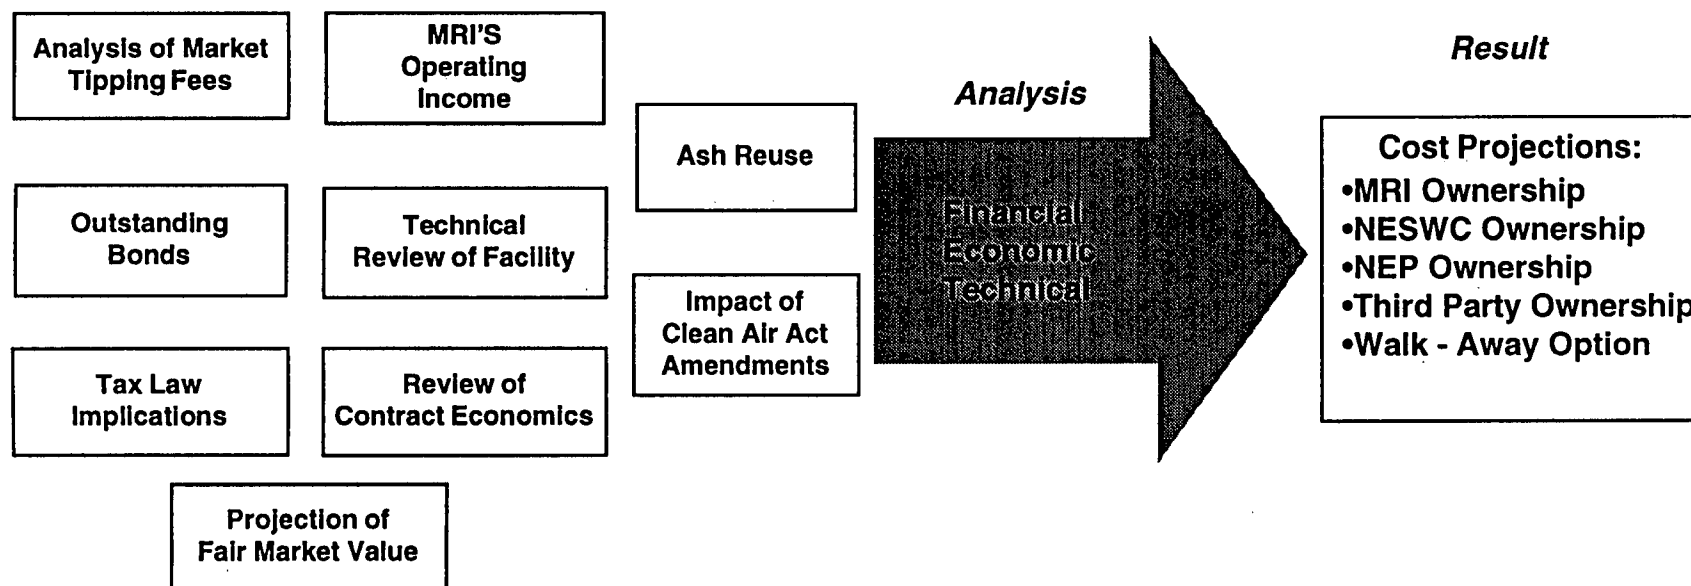 Analysis of Market
Tipping Fees
MRI'S
Operating
Income
Outstanding
Bonds
Technical
Review of Facility
Tax Law
Implications
Review of
Contract Economics
Projection of
Fair Market Value
Ash Reuse
Impact of
Clean Air Act
Amendments
Analysis
Financial
Economic
Technical
Result
Cost Projections:
•MRI Ownership
•NESWC Ownership
•NEP Ownership
•Third Party Ownership
•Walk - Away Option